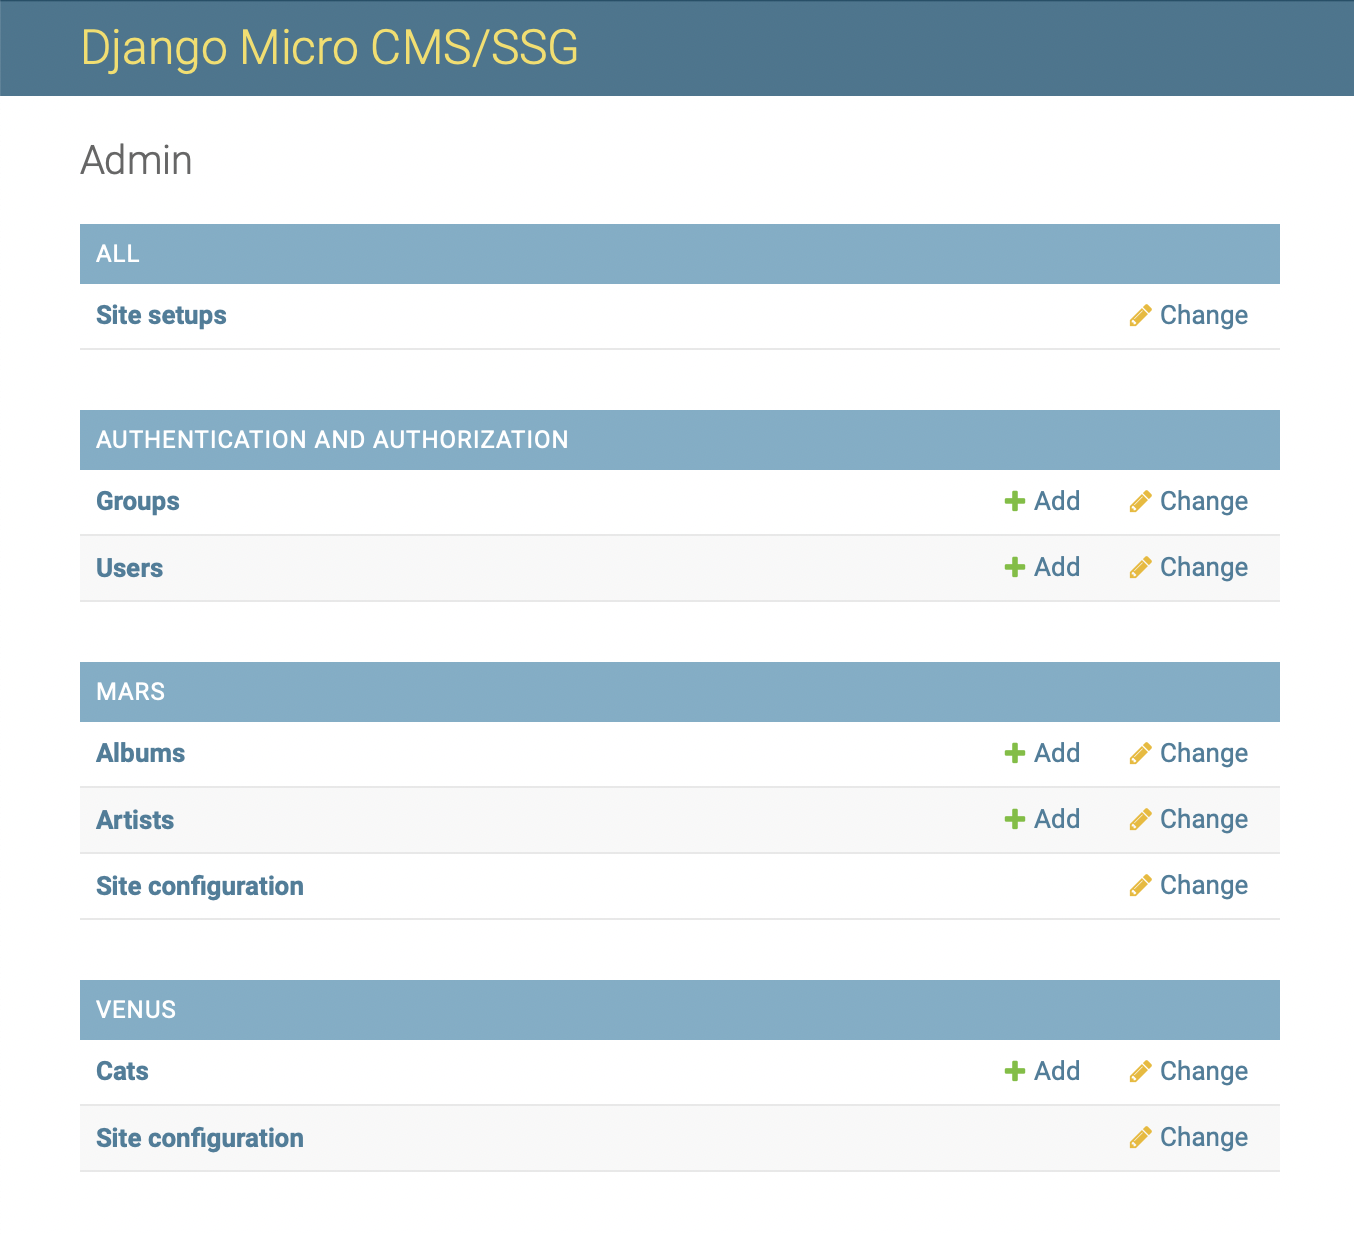 Django Micro CMS/SSG
Admin
ALL
Site setups Change
AUTHENTICATION AND AUTHORIZATION
Groups Add Change
Users Add Change
MARS
Albums Add Change
Artists Add Change
Site configuration Change
VENUS
Cats Add Change
Site configuration Change